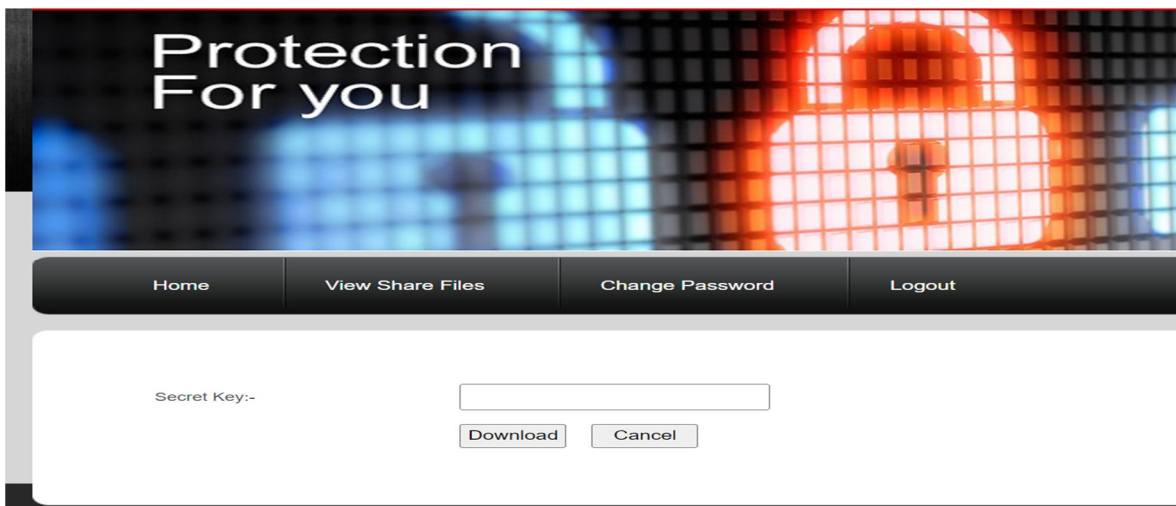 Protection
For you
Home View Share Files Change Password Logout
Secret Key:-
Download Cancel